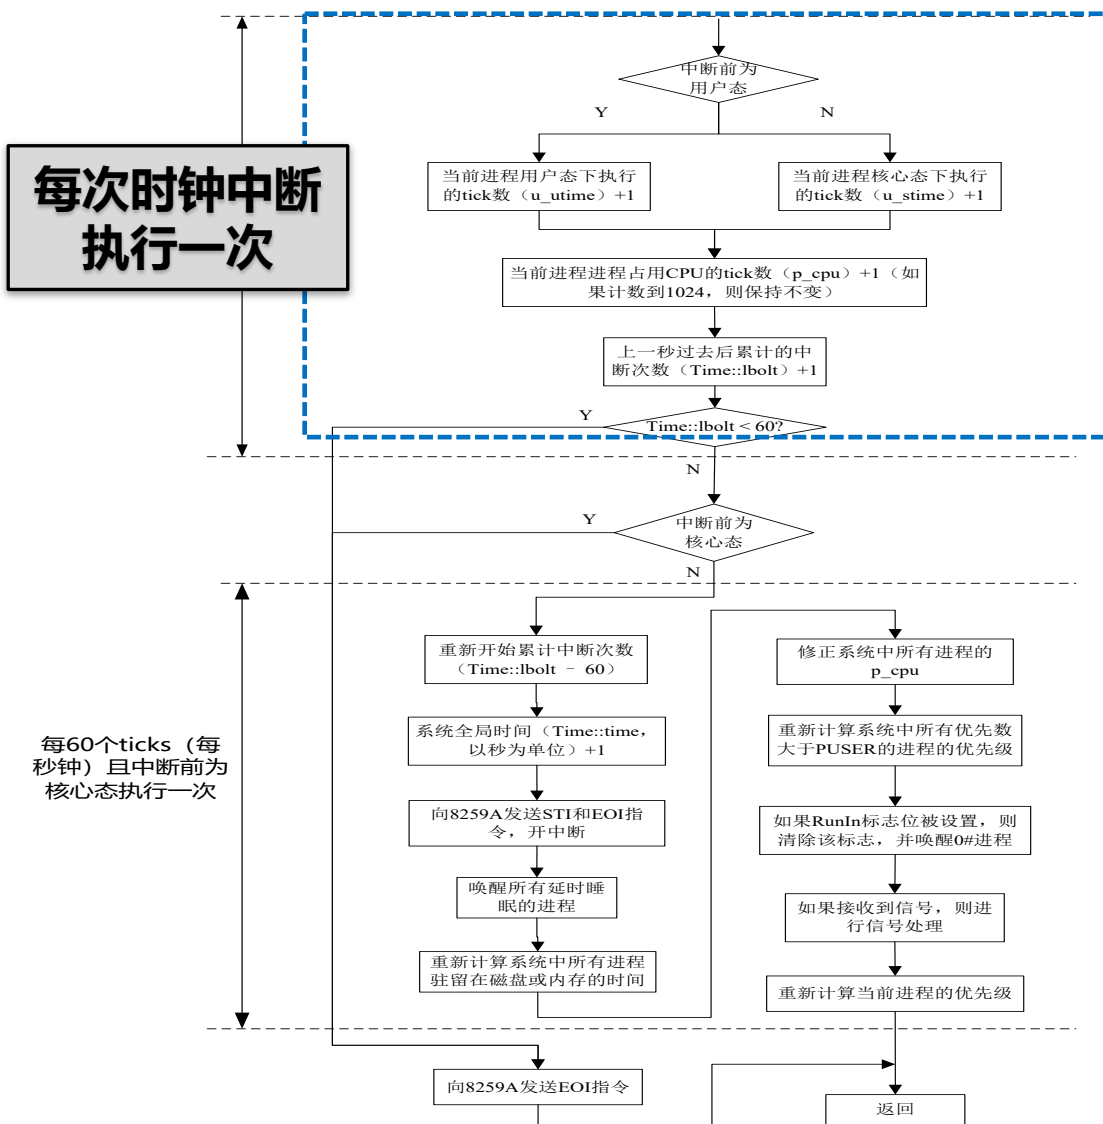 中断前为
用户态
Y
N
每次时钟中断
执行一次
当前进程用户态下执行
的tick数（u_utime）+1
当前进程核心态下执行
的tick数（u_stime）+1
当前进程进程占用CPU的tick数（p_cpu）+1（如
果计数到1024，则保持不变）
上一秒过去后累计的中
断次数（Time::lbolt）+1
Y
Time::lbolt < 60?
N
Y
中断前为
核心态
N
每60个ticks（每
秒钟）且中断前为
核心态执行一次
重新开始累计中断次数
（Time::lbolt - 60）
系统全局时间（Time::time，
以秒为单位）+1
向8259A发送STI和EOI指
令，开中断
唤醒所有延时睡
眠的进程
重新计算系统中所有进程
驻留在磁盘或内存的时间
修正系统中所有进程的
p_cpu
重新计算系统中所有优先数
大于PUSER的进程的优先级
如果RunIn标志位被设置，则
清除该标志，并唤醒0#进程
如果接收到信号，则进
行信号处理
重新计算当前进程的优先级
向8259A发送EOI指令
返回